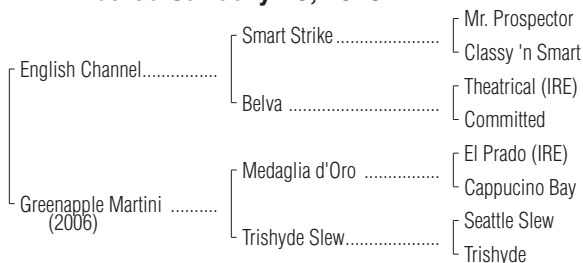 Smart Strike
Mr. Prospector
Classy 'n Smart
English Channel
Belva
Theatrical (IRE)
Committed
Medaglia d'Oro
El Prado (IRE)
Cappucino Bay
Greenapple Martini
(2006)
Trishyde Slew
Seattle Slew
Trishyde